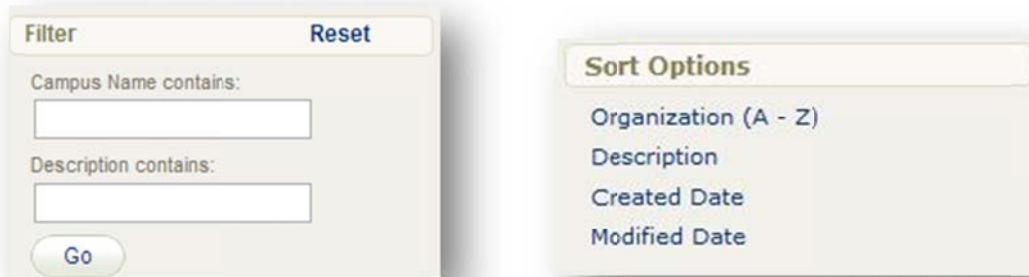 Filter Reset
Campus Name contains:
Description contains:
Go
Sort Options
Organization (A - Z)
Description
Created Date
Modified Date